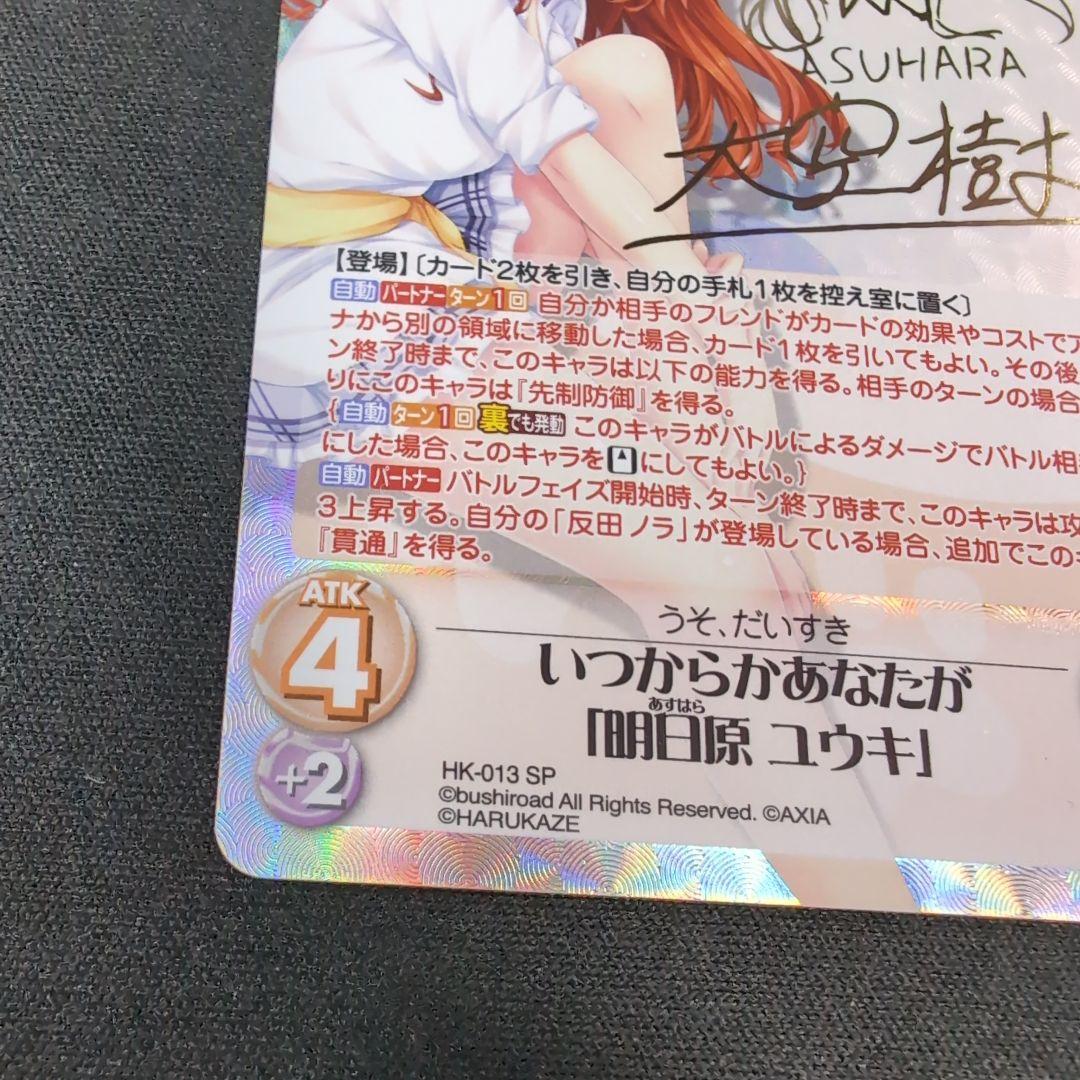 ASUHARA
大空樹
【登場】〔カード2枚を引き、自分の手札1枚を控え室に置く〕
自動 パートナー ターン1回 自分か相手のフレンドがカードの効果やコストでア
ナから別の領域に移動した場合、カード1枚を引いてもよい。その後
ン終了時まで、このキャラは以下の能力を得る。相手のターンの場合
りにこのキャラは『先制防御』を得る。
{自動 ターン1回 裏でも発動 このキャラがバトルによるダメージでバトル相
にした場合、このキャラを にしてもよい。}
自動 パートナー バトルフェイズ開始時、ターン終了時まで、このキャラは攻
3上昇する。自分の「反田 ノラ」が登場している場合、追加でこの
『貫通』を得る。
ATK
4
うそ、だいすき
いつからかあなたが
あすはら
「明日原 ユウキ」
+2
HK-013 SP
©bushiroad All Rights Reserved. ©AXIA
©HARUKAZE